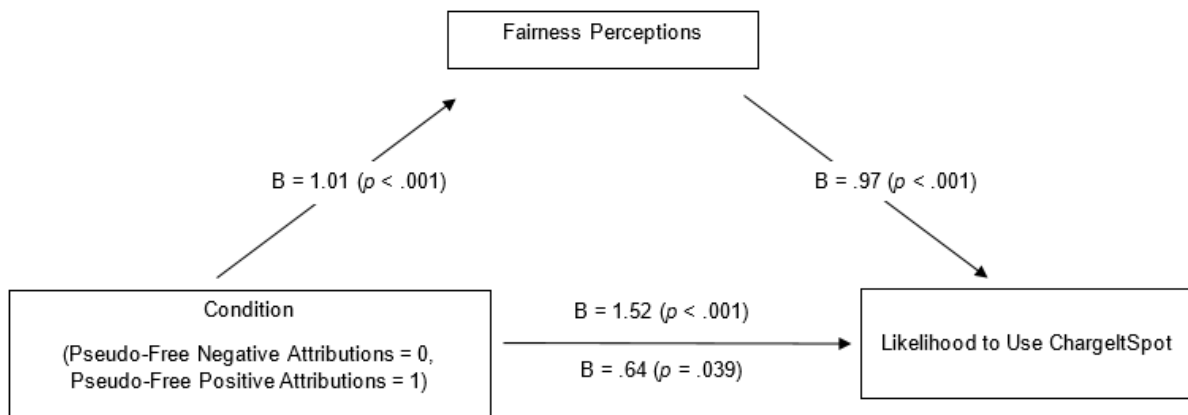 Fairness Perceptions
B = 1.01 (p < .001)
B = .97 (p < .001)
Condition
(Pseudo-Free Negative Attributions = 0,
Pseudo-Free Positive Attributions = 1)
B = 1.52 (p < .001)
B = .64 (p = .039)
Likelihood to Use ChargeItSpot